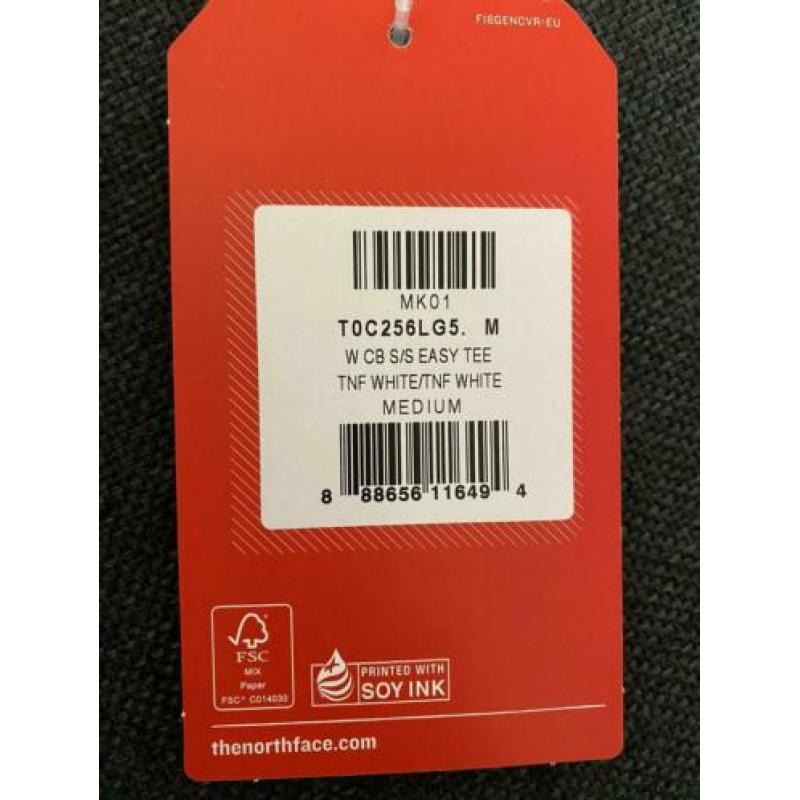 FI6GENCVR-EU
MK01
T0C256LG5. M
W CB S/S EASY TEE
TNF WHITE/TNF WHITE
MEDIUM
8 88656 11649 4
FSC
MIX
Paper
FSC® C014030
PRINTED WITH
SOY INK
thenorthface.com